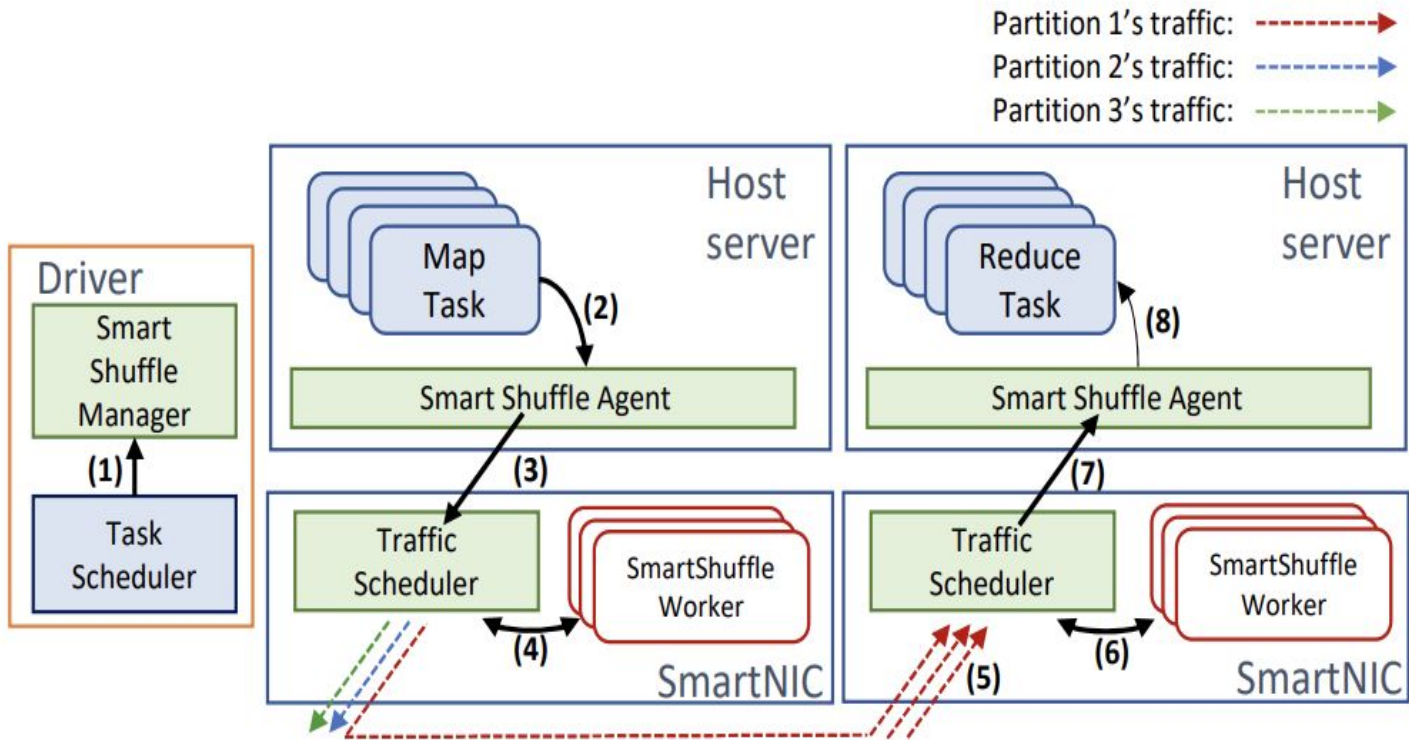 Partition 1's traffic:
Partition 2's traffic:
Partition 3's traffic:
Driver
Smart
Shuffle
Manager
(1)
Task
Scheduler
Host
server
Map
Task
(2)
Smart Shuffle Agent
(3)
Traffic
Scheduler
SmartShuffle
Worker
(4)
SmartNIC
Host
server
Reduce
Task
(8)
Smart Shuffle Agent
(7)
Traffic
Scheduler
SmartShuffle
Worker
(5)
(6)
SmartNIC